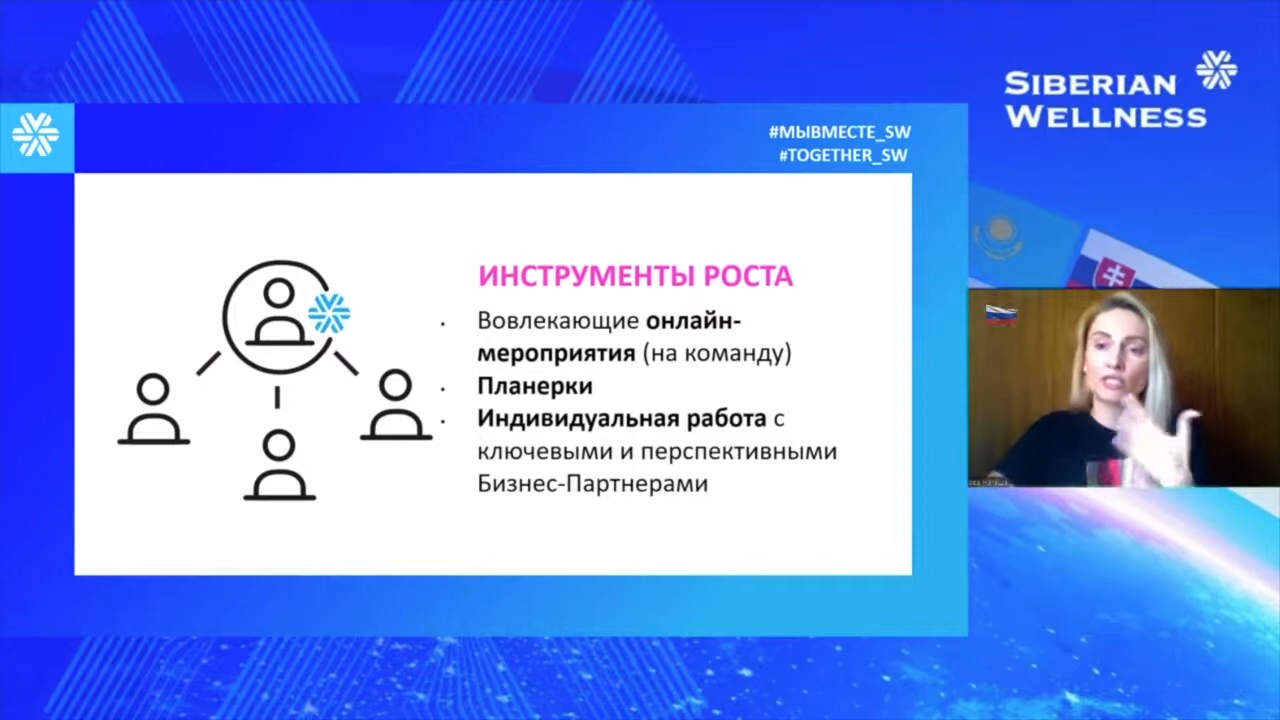 SIBERIAN
WELLNESS
#МЫВМЕСТЕ_SW
#TOGETHER_SW
ИНСТРУМЕНТЫ РОСТА
· Вовлекающие онлайн-
мероприятия (на команду)
· Планерки
· Индивидуальная работа с
ключевыми и перспективными
Бизнес-Партнерами